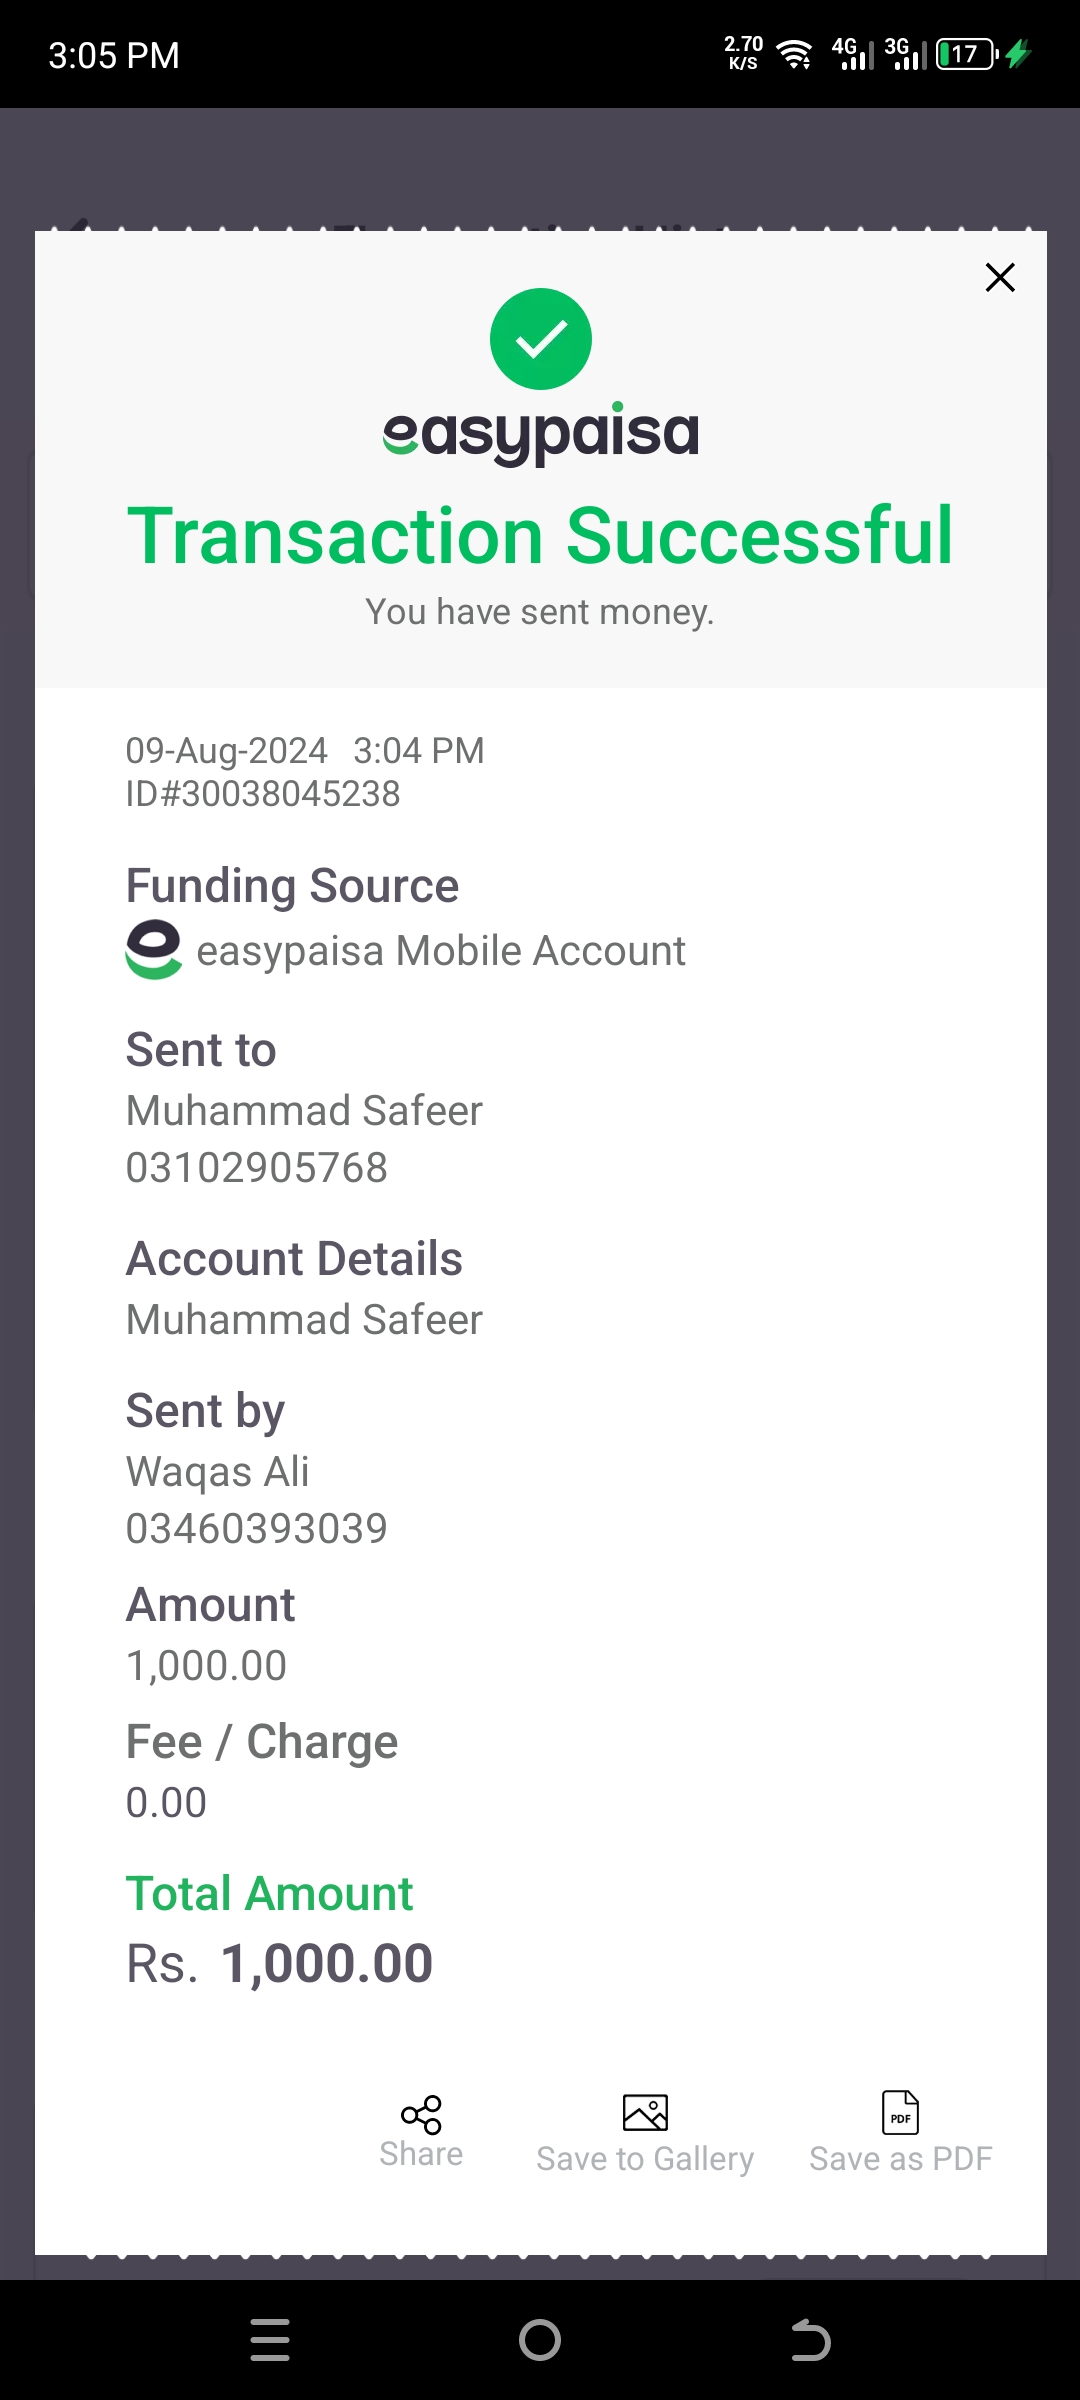 3:05 PM
2.70
K/S
4G
3G
17
easypaisa
Transaction Successful
You have sent money.
09-Aug-2024 3:04 PM
ID#30038045238
Funding Source
easypaisa Mobile Account
Sent to
Muhammad Safeer
03102905768
Account Details
Muhammad Safeer
Sent by
Waqas Ali
03460393039
Amount
1,000.00
Fee / Charge
0.00
Total Amount
Rs. 1,000.00
PDF
Share
Save to Gallery
Save as PDF